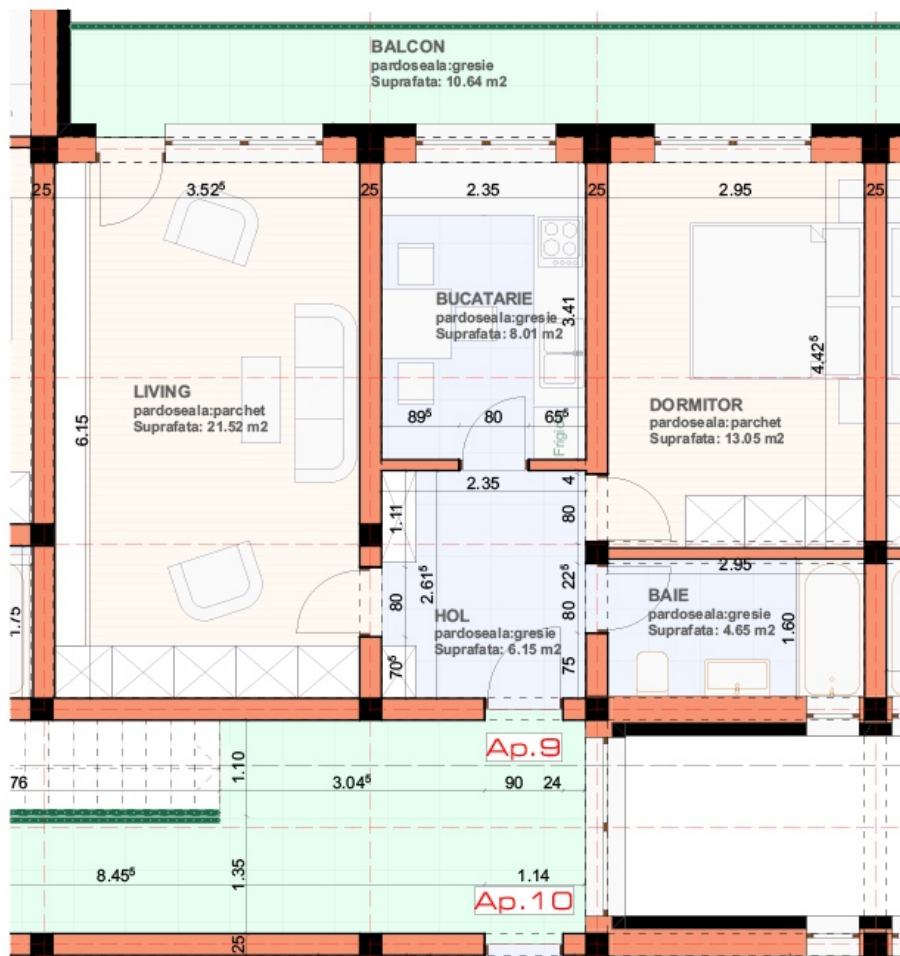 BALCON
pardoseala:gresie
Suprafata: 10.64 m2
25
3.52⁵
25
2.35
25
2.95
25
BUCATARIE
pardoseala:gresie
Suprafata: 8.01 m2
3.41
4.42⁵
LIVING
pardoseala:parchet
Suprafata: 21.52 m2
6.15
DORMITOR
pardoseala:parchet
Suprafata: 13.05 m2
89⁵
80
65⁵
Frigider
2.35
4
80
1.11
2.61⁵
80
22⁵
80
2.95
BAIE
pardoseala:gresie
Suprafata: 4.65 m2
1.60
1.75
HOL
pardoseala:gresie
Suprafata: 6.15 m2
70⁵
75
Ap.9
76
1.10
3.04⁵
90
24
8.45⁵
1.35
1.14
Ap.10
25